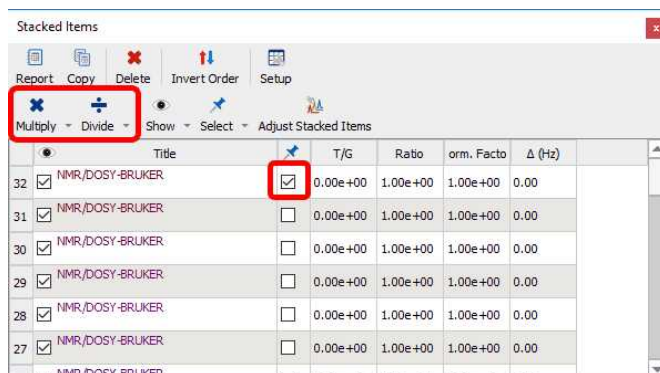 Stacked Items
Report Copy Delete Invert Order Setup
Multiply Divide Show Select Adjust Stacked Items
Title T/G Ratio orm. Facto Δ (Hz)
32 NMR/DOSY-BRUKER 0.00e+00 1.00e+00 1.00e+00 0.00
31 NMR/DOSY-BRUKER 0.00e+00 1.00e+00 1.00e+00 0.00
30 NMR/DOSY-BRUKER 0.00e+00 1.00e+00 1.00e+00 0.00
29 NMR/DOSY-BRUKER 0.00e+00 1.00e+00 1.00e+00 0.00
28 NMR/DOSY-BRUKER 0.00e+00 1.00e+00 1.00e+00 0.00
27 NMR/DOSY-BRUKER 0.00e+00 1.00e+00 1.00e+00 0.00
NMR/DOSY-BRUKER